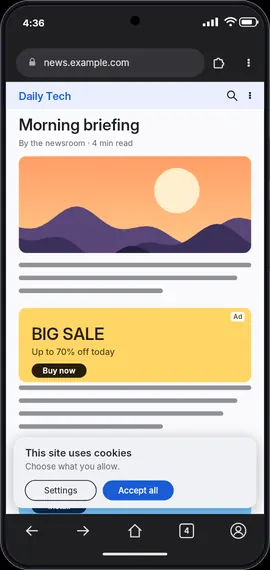 4:36
news.example.com
Daily Tech
Morning briefing
By the newsroom · 4 min read
Ad
BIG SALE
Up to 70% off today
Buy now
This site uses cookies
Choose what you allow.
Settings
Accept all
4